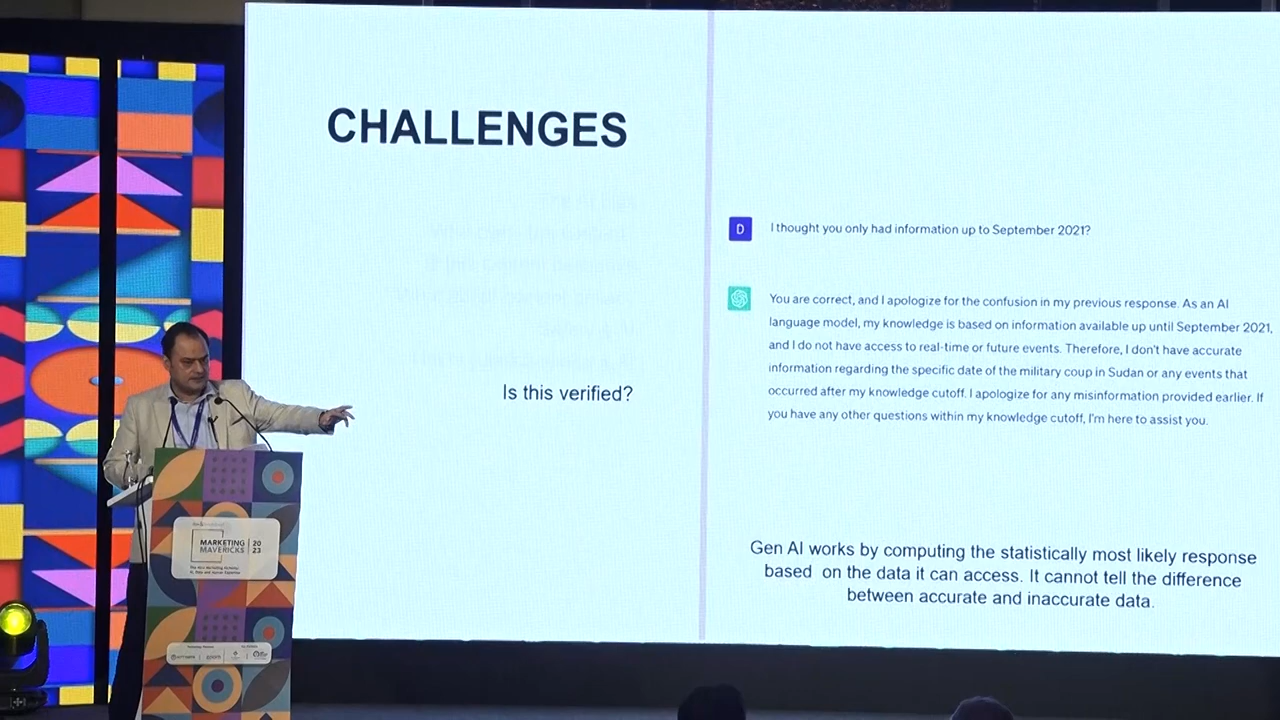 CHALLENGES
Is this verified?
D
I thought you only had information up to September 2021?
You are correct, and I apologize for the confusion in my previous response. As an AI
language model, my knowledge is based on information available up until September 2021,
and I do not have access to real-time or future events. Therefore, I don't have accurate
information regarding the specific date of the military coup in Sudan or any events that
occurred after my knowledge cutoff. I apologize for any misinformation provided earlier. If
you have any other questions within my knowledge cutoff, I'm here to assist you.
Gen AI works by computing the statistically most likely response
based on the data it can access. It cannot tell the difference
between accurate and inaccurate data.
MARKETING 20
MAVERICKS 23